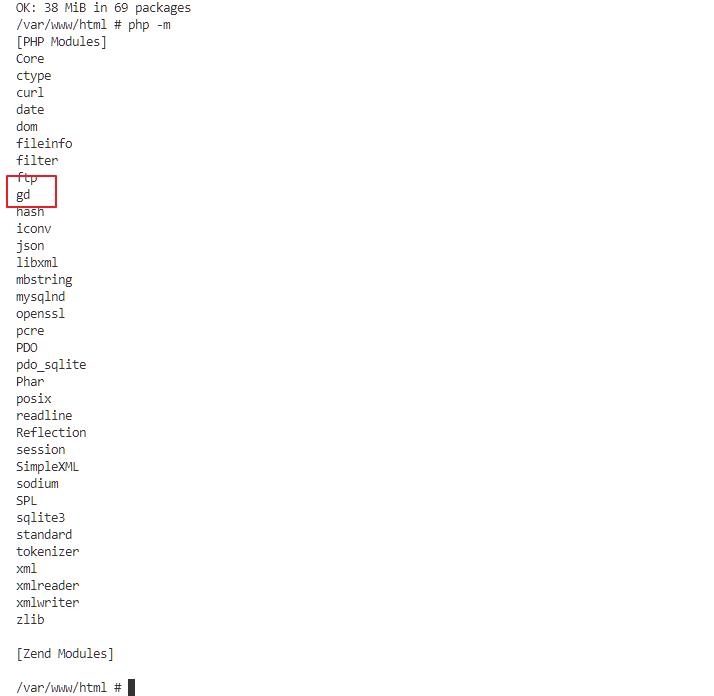 OK: 38 MiB in 69 packages
/var/www/html # php -m
[PHP Modules]
Core
ctype
curl
date
dom
fileinfo
filter
ftp
gd
hash
iconv
json
libxml
mbstring
mysqlnd
openssl
pcre
PDO
pdo_sqlite
Phar
posix
readline
Reflection
session
SimpleXML
sodium
SPL
sqlite3
standard
tokenizer
xml
xmlreader
xmlwriter
zlib
[Zend Modules]
/var/www/html #